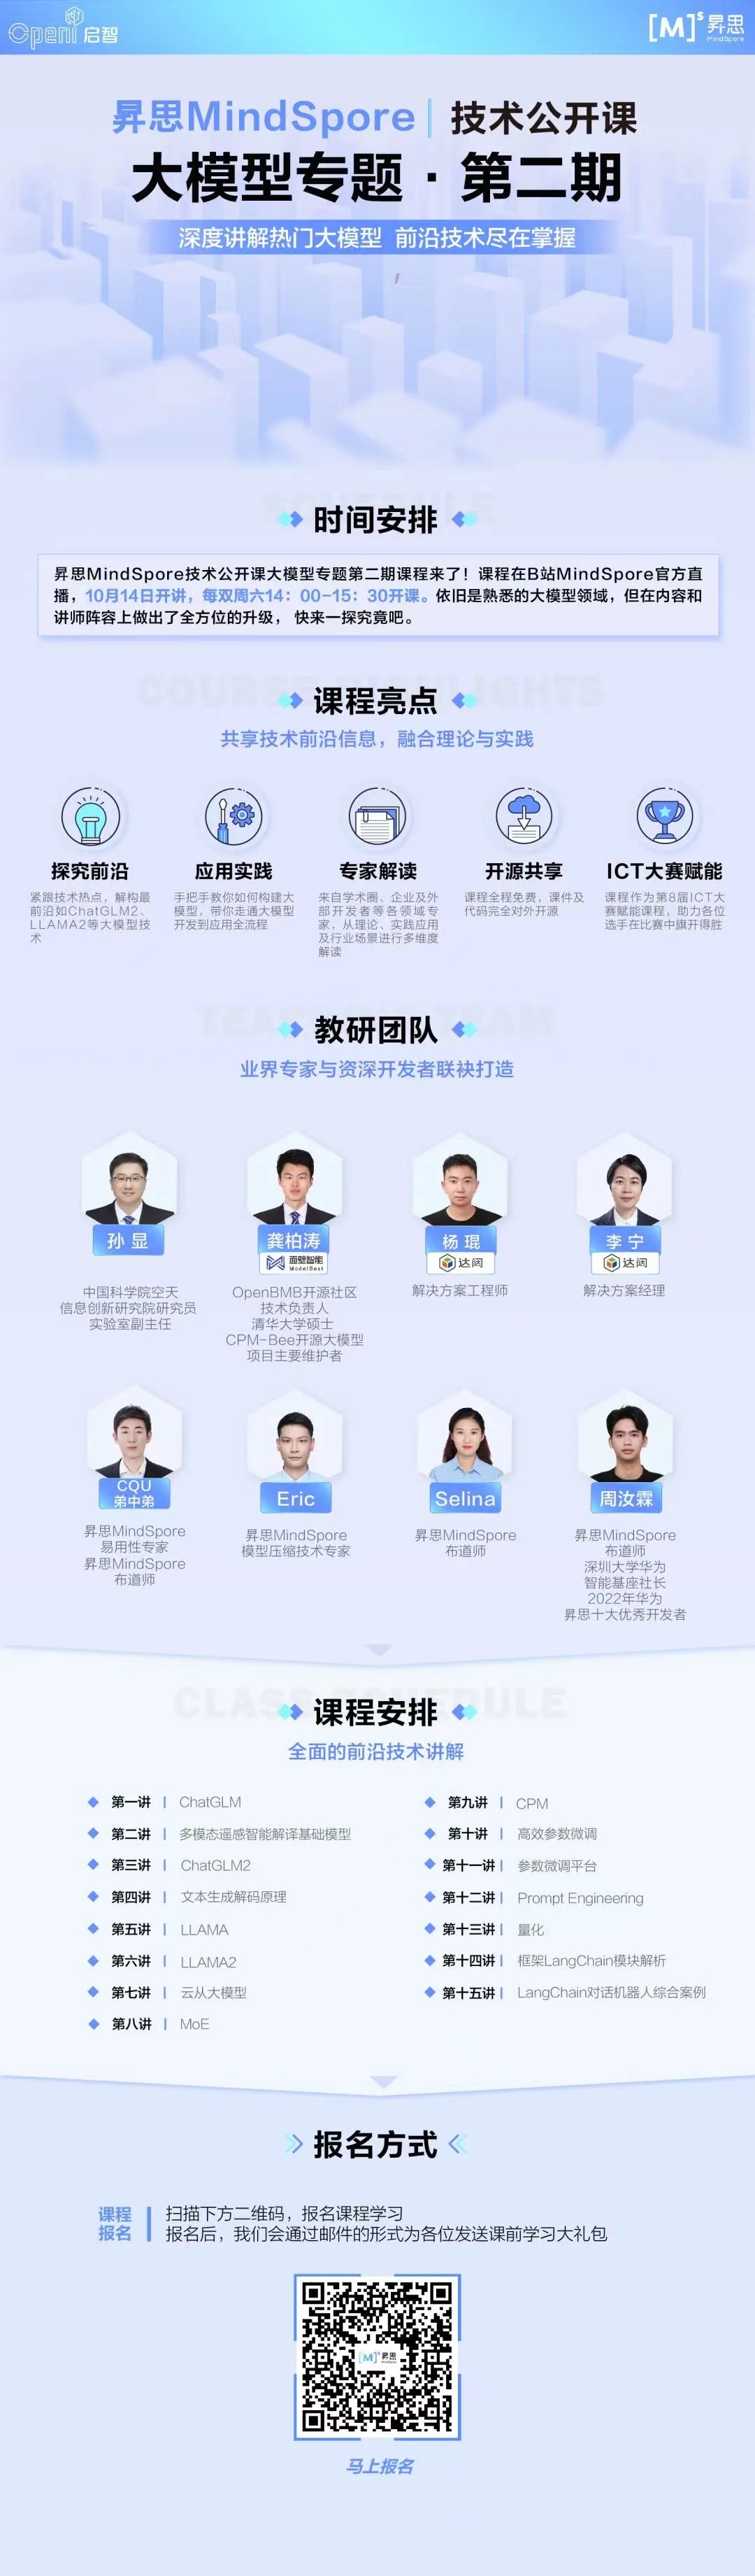 OpenI 启智
[M]ˢ 昇思
MindSpore
昇思MindSpore | 技术公开课
大模型专题 · 第二期
深度讲解热门大模型 前沿技术尽在掌握
SCHEDULE
时间安排
昇思MindSpore技术公开课大模型专题第二期课程来了！课程在B站MindSpore官方直
播，10月14日开讲，每双周六14：00-15：30开课。依旧是熟悉的大模型领域，但在内容和
讲师阵容上做出了全方位的升级， 快来一探究竟吧。
COURSE HIGHLIGHTS
课程亮点
共享技术前沿信息，融合理论与实践
探究前沿
紧跟技术热点，解构最
前沿如ChatGLM2、
LLAMA2等大模型技
术
应用实践
手把手教你如何构建大
模型，带你走通大模型
开发到应用全流程
专家解读
来自学术圈、企业及外
部开发者等各领域专
家，从理论、实践应用
及行业场景进行多维度
解读
开源共享
课程全程免费，课件及
代码完全对外开源
ICT大赛赋能
课程作为第8届ICT大
赛赋能课程，助力各位
选手在比赛中旗开得胜
TEACHING TEAM
教研团队
业界专家与资深开发者联袂打造
孙 显
中国科学院空天
信息创新研究院研究员
实验室副主任
龚柏涛
面壁智能
ModelBest
OpenBMB开源社区
技术负责人
清华大学硕士
CPM-Bee开源大模型
项目主要维护者
杨 琨
达闼
解决方案工程师
李 宁
达闼
解决方案经理
CQU
弟中弟
昇思MindSpore
易用性专家
昇思MindSpore
布道师
Eric
昇思MindSpore
模型压缩技术专家
Selina
昇思MindSpore
布道师
周汝霖
昇思MindSpore
布道师
深圳大学华为
智能基座社长
2022年华为
昇思十大优秀开发者
CLASS SCHEDULE
课程安排
全面的前沿技术讲解
第一讲 | ChatGLM
第二讲 | 多模态遥感智能解译基础模型
第三讲 | ChatGLM2
第四讲 | 文本生成解码原理
第五讲 | LLAMA
第六讲 | LLAMA2
第七讲 | 云从大模型
第八讲 | MoE
第九讲 | CPM
第十讲 | 高效参数微调
第十一讲 | 参数微调平台
第十二讲 | Prompt Engineering
第十三讲 | 量化
第十四讲 | 框架LangChain模块解析
第十五讲 | LangChain对话机器人综合案例
报名方式
课程
报名
扫描下方二维码，报名课程学习
报名后，我们会通过邮件的形式为各位发送课前学习大礼包
[M]ˢ 昇思
马上报名